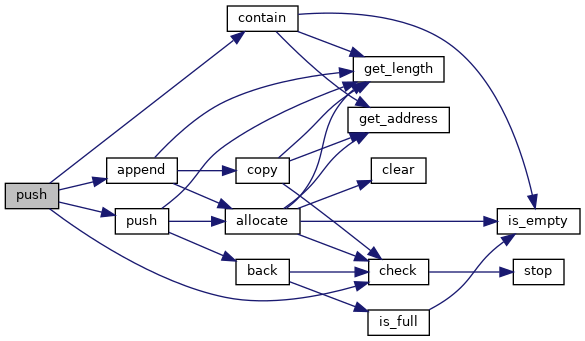 push
contain
append
push
copy
allocate
back
get_length
get_address
clear
check
is_full
is_empty
stop